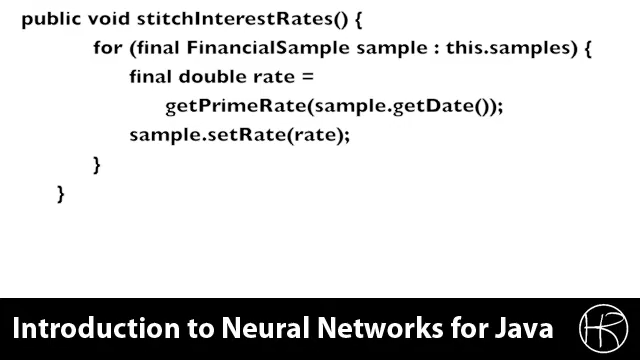 public void stitchInterestRates() {
for (final FinancialSample sample : this.samples) {
final double rate =
getPrimeRate(sample.getDate());
sample.setRate(rate);
}
}
Introduction to Neural Networks for Java
HR